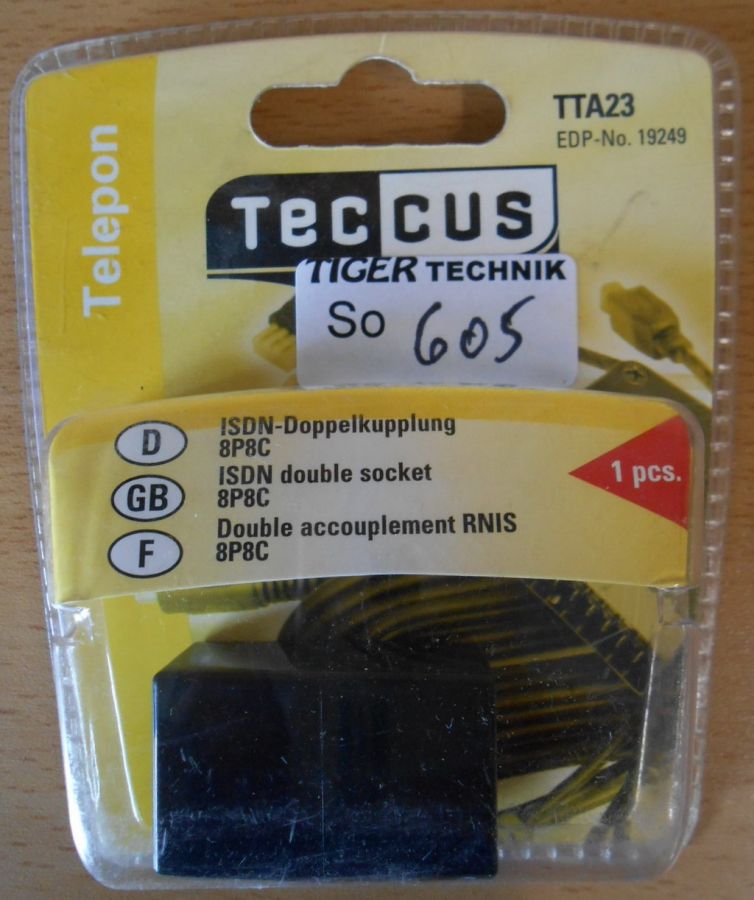 TTA23
EDP-No. 19249
Telepon
TECCUS
TIGER TECHNIK
So 605
D
ISDN-Doppelkupplung
8P8C
GB
ISDN double socket
8P8C
F
Double accouplement RNIS
8P8C
1 pcs.